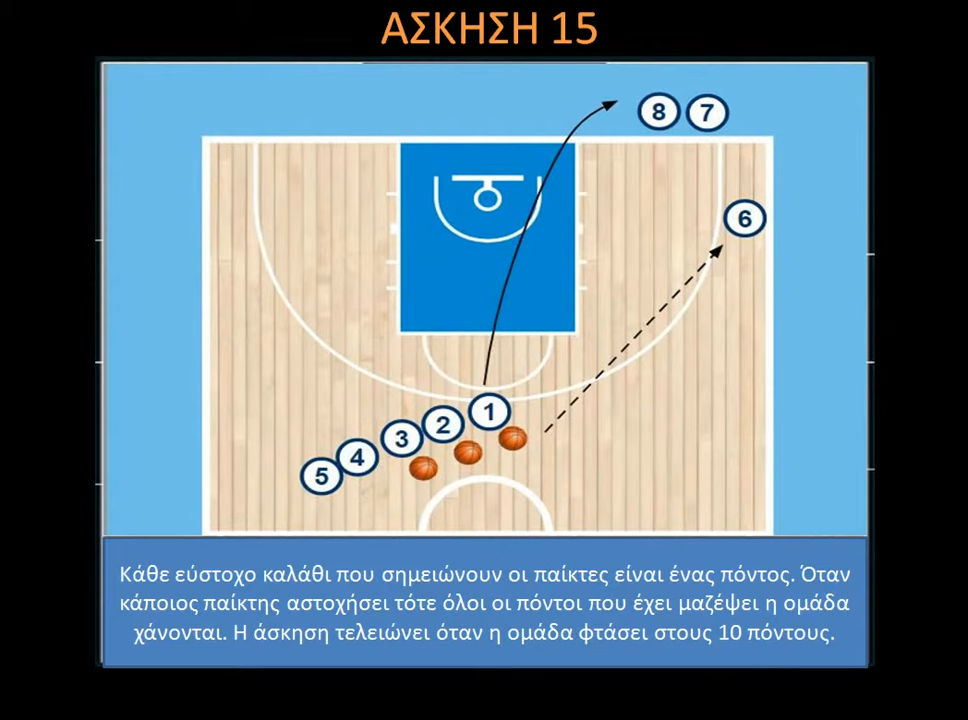 ΑΣΚΗΣΗ 15
8 7
6
1
2
3
4
5
Κάθε εύστοχο καλάθι που σημειώνουν οι παίκτες είναι ένας πόντος. Όταν
κάποιος παίκτης αστοχήσει τότε όλοι οι πόντοι που έχει μαζέψει η ομάδα
χάνονται. Η άσκηση τελειώνει όταν η ομάδα φτάσει στους 10 πόντους.